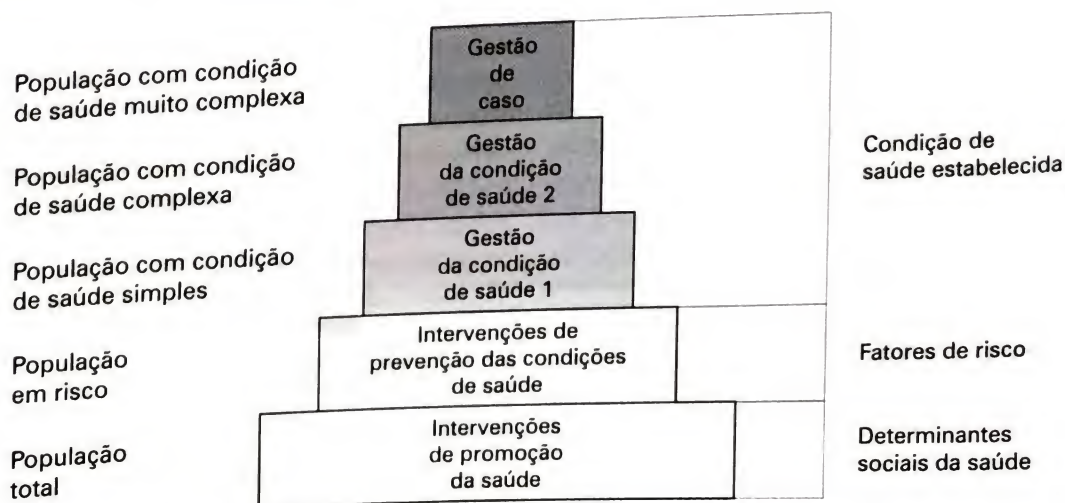 População com condição
de saúde muito complexa
Gestão
de
caso
População com condição
de saúde complexa
Gestão
da condição
de saúde 2
Condição de
saúde estabelecida
População com condição
de saúde simples
Gestão
da condição
de saúde 1
População
em risco
Intervenções de
prevenção das condições
de saúde
Fatores de risco
População
total
Intervenções
de promoção
da saúde
Determinantes
sociais da saúde